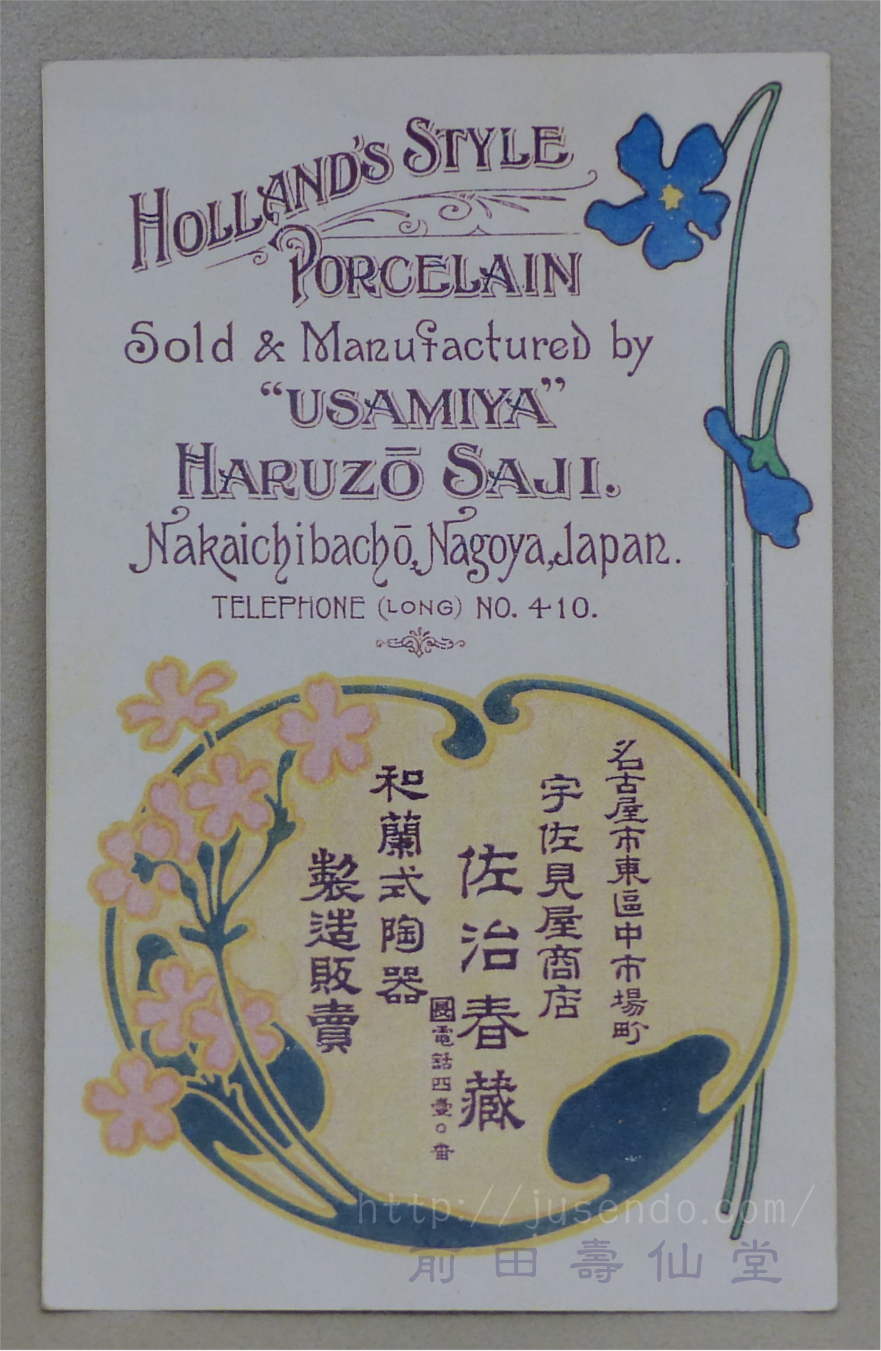 HOLLAND'S STYLE
PORCELAIN
Sold & Manufactured by
"USAMIYA"
HARUZŌ SAJI.
Nakaichibachō, Nagoya, Japan.
TELEPHONE (LONG) NO. 410.
名古屋市東區中市場町
宇佐見屋商店
佐治春藏
長電話四壹〇番
和蘭式陶器
製造販賣
http://jusendo.com/
前田壽仙堂